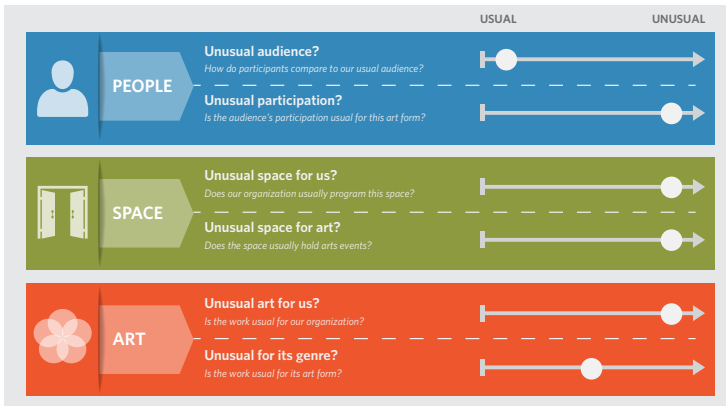 USUAL UNUSUAL
PEOPLE
Unusual audience?
How do participants compare to our usual audience?
Unusual participation?
Is the audience's participation usual for this art form?
SPACE
Unusual space for us?
Does our organization usually program this space?
Unusual space for art?
Does the space usually hold arts events?
ART
Unusual art for us?
Is the work usual for our organization?
Unusual for its genre?
Is the work usual for its art form?